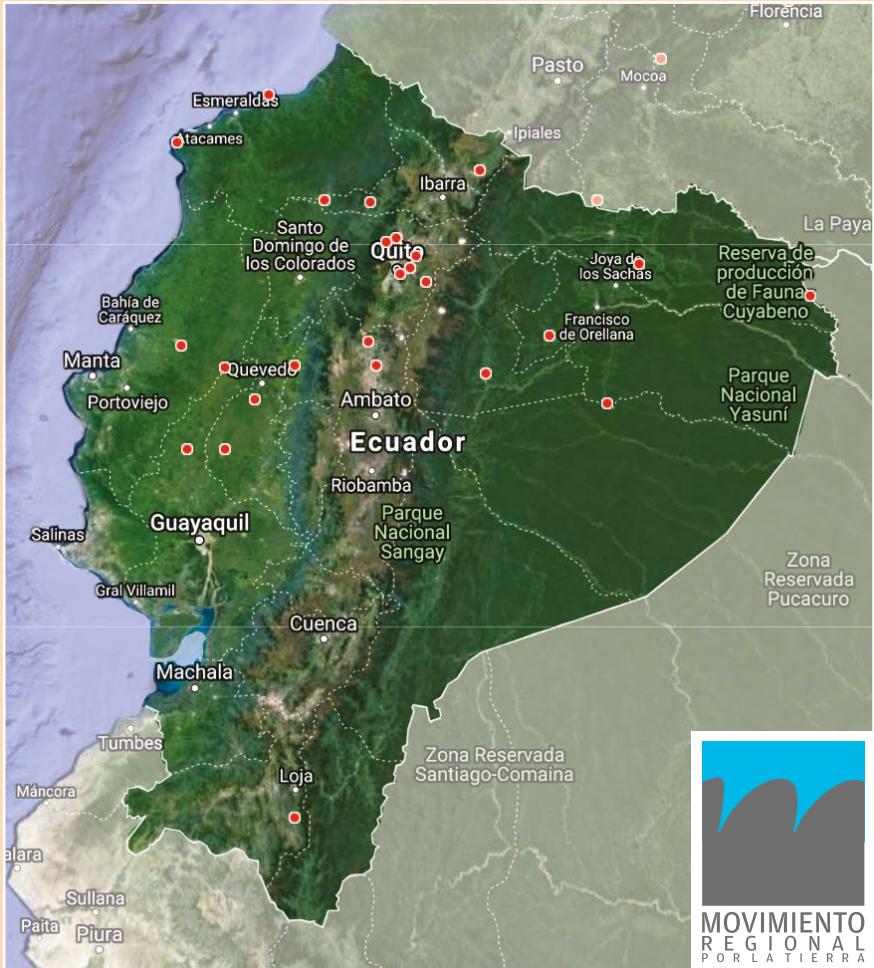 Florencia
Pasto
Mocoa
Esmeraldas
Ipiales
Atacames
Ibarra
La Paya
Santo
Domingo de
los Colorados
Quito
Joya de
los Sachas
Reserva de
producción
de Fauna
Cuyabeno
Bahía de
Caráquez
Francisco
de Orellana
Manta
Quevedo
Portoviejo
Ambato
Parque
Nacional
Yasuní
Ecuador
Riobamba
Guayaquil
Parque
Nacional
Sangay
Salinas
Zona
Reservada
Pucacuro
Gral Villamil
Cuenca
Machala
Tumbes
Zona Reservada
Santiago-Comaina
Loja
Máncora
alara
Sullana
Paita
Piura
MOVIMIENTO
REGIONAL
POR LA TIERRA